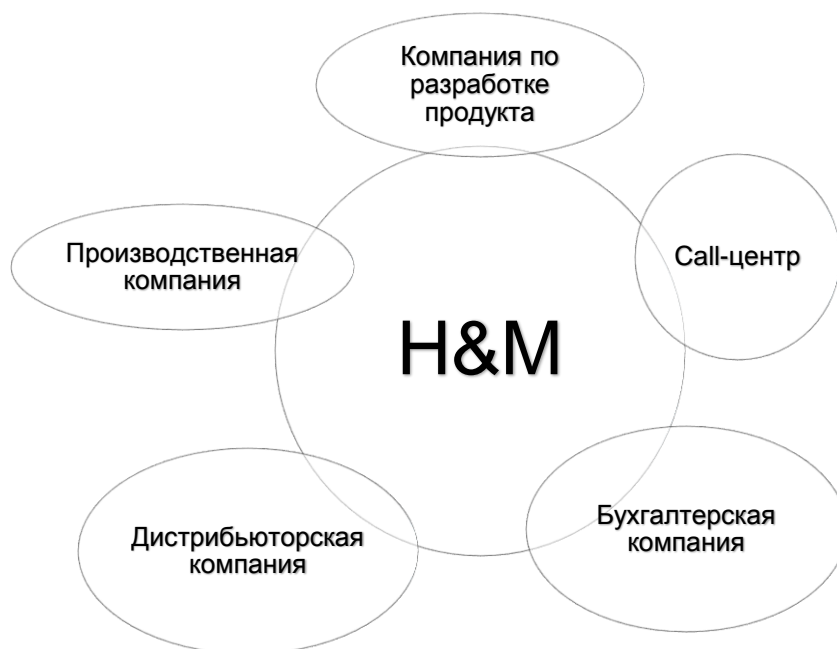 Компания по
разработке
продукта
Производственная
компания
Call-центр
H&M
Дистрибьюторская
компания
Бухгалтерская
компания